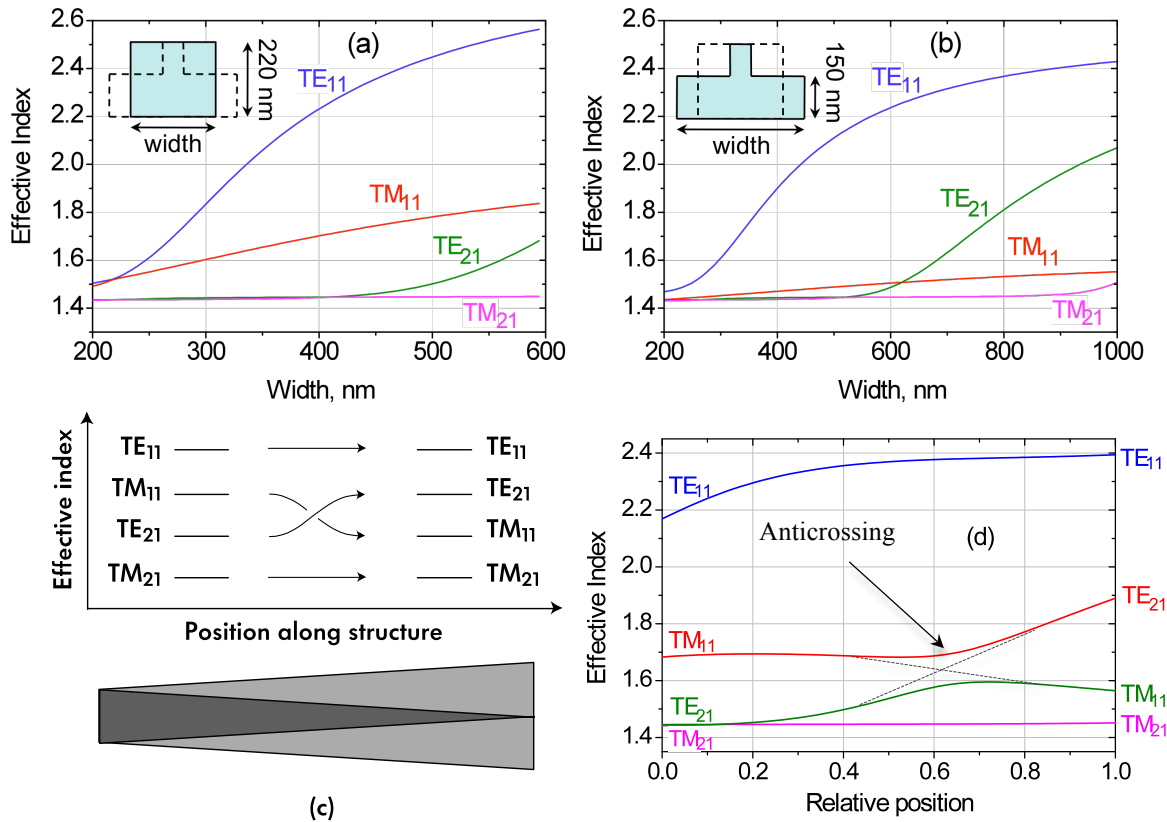 (a)
Effective Index
2.6
2.4
2.2
2.0
1.8
1.6
1.4
220 nm
width
TE11
TM11
TE21
TM21
200 300 400 500 600
Width, nm
(b)
Effective Index
2.6
2.4
2.2
2.0
1.8
1.6
1.4
150 nm
width
TE11
TE21
TM11
TM21
200 400 600 800 1000
Width, nm
Effective index
TE11 TE11
TM11 TE21
TE21 TM11
TM21 TM21
Position along structure
(c)
(d)
Effective Index
2.4
2.2
2.0
1.8
1.6
1.4
TE11 TE11
Anticrossing
TM11 TE21
TE21 TM11
TM21 TM21
0.0 0.2 0.4 0.6 0.8 1.0
Relative position